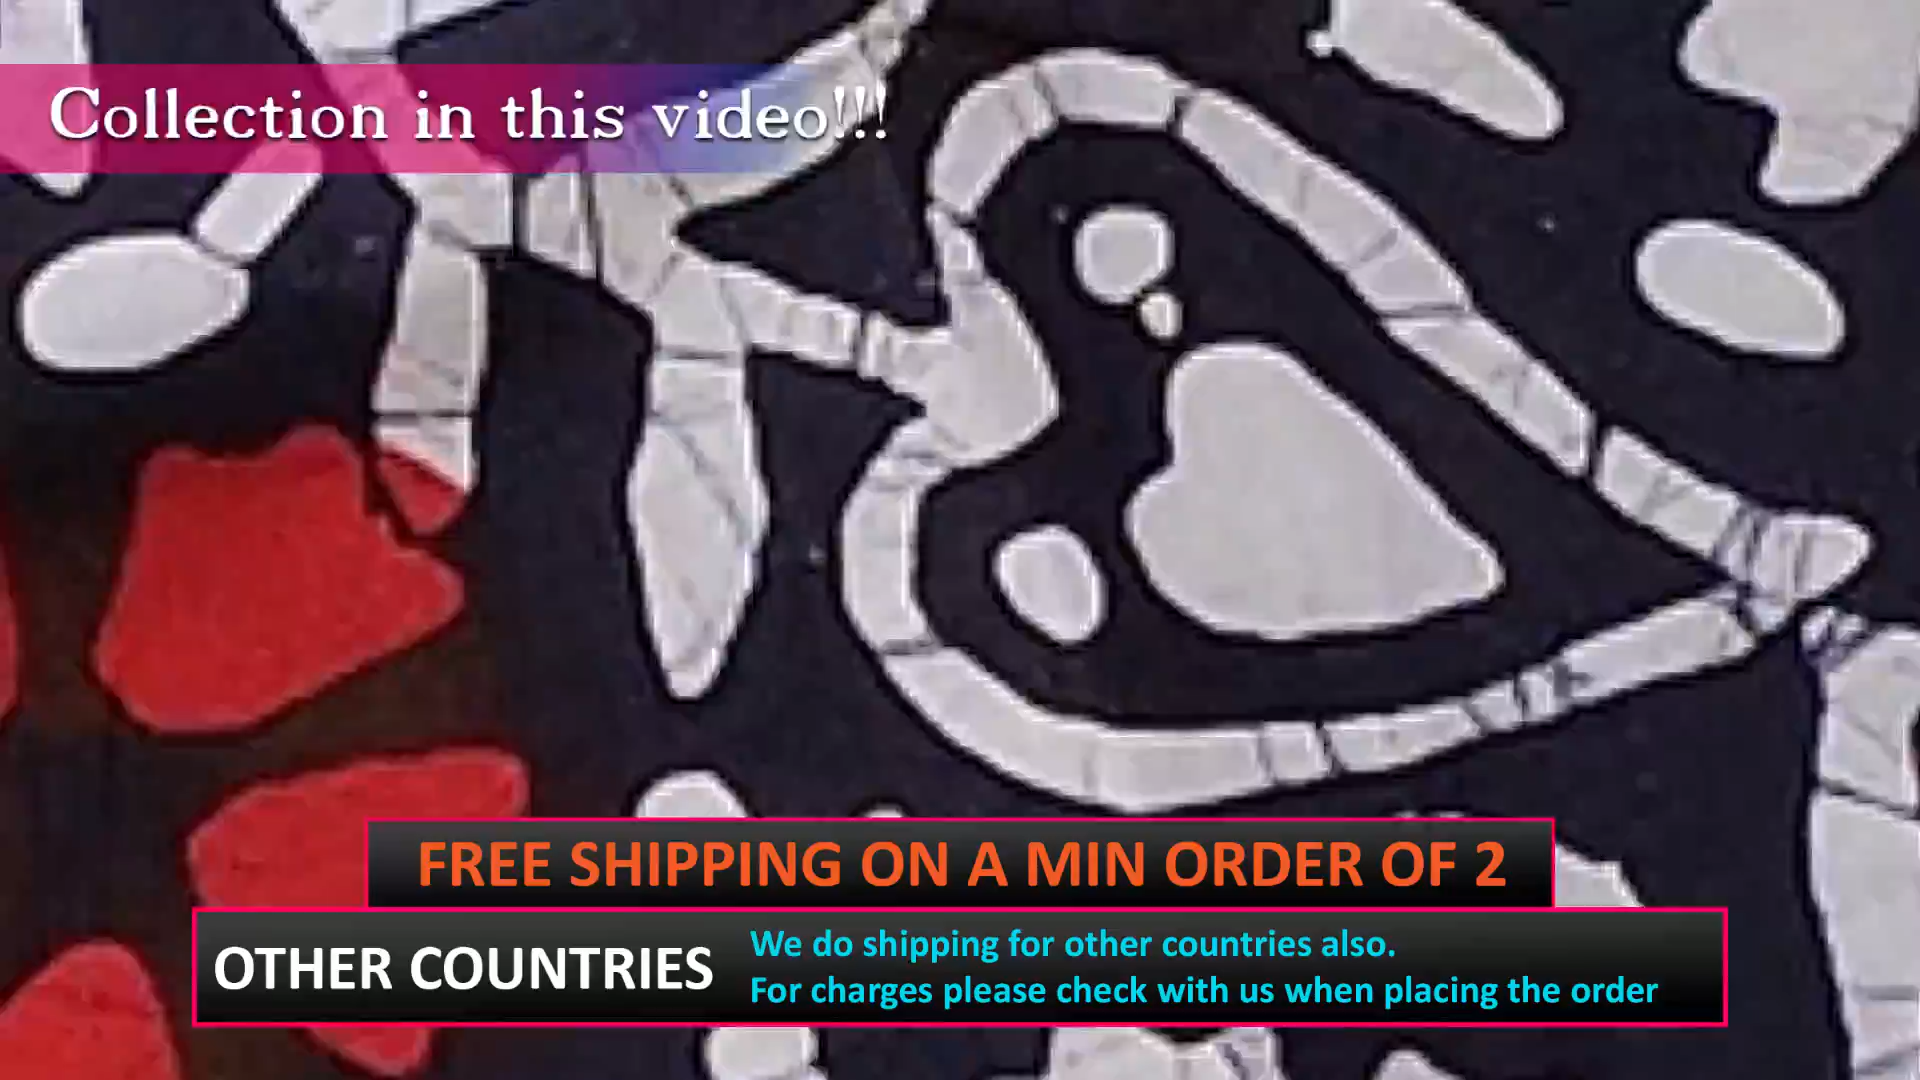 Collection in this video!!!
FREE SHIPPING ON A MIN ORDER OF 2
OTHER COUNTRIES
We do shipping for other countries also.
For charges please check with us when placing the order